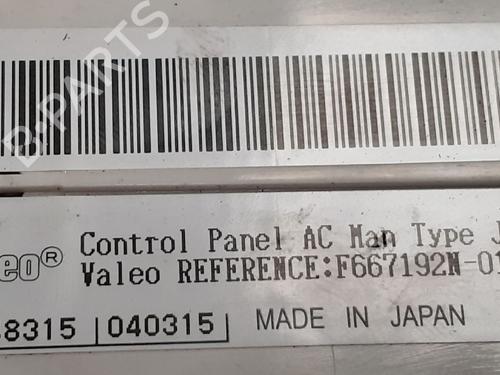 B-PARTS
eo®
Control Panel AC Man Type J
Valeo REFERENCE:F667192N-01
8315 040315 MADE IN JAPAN